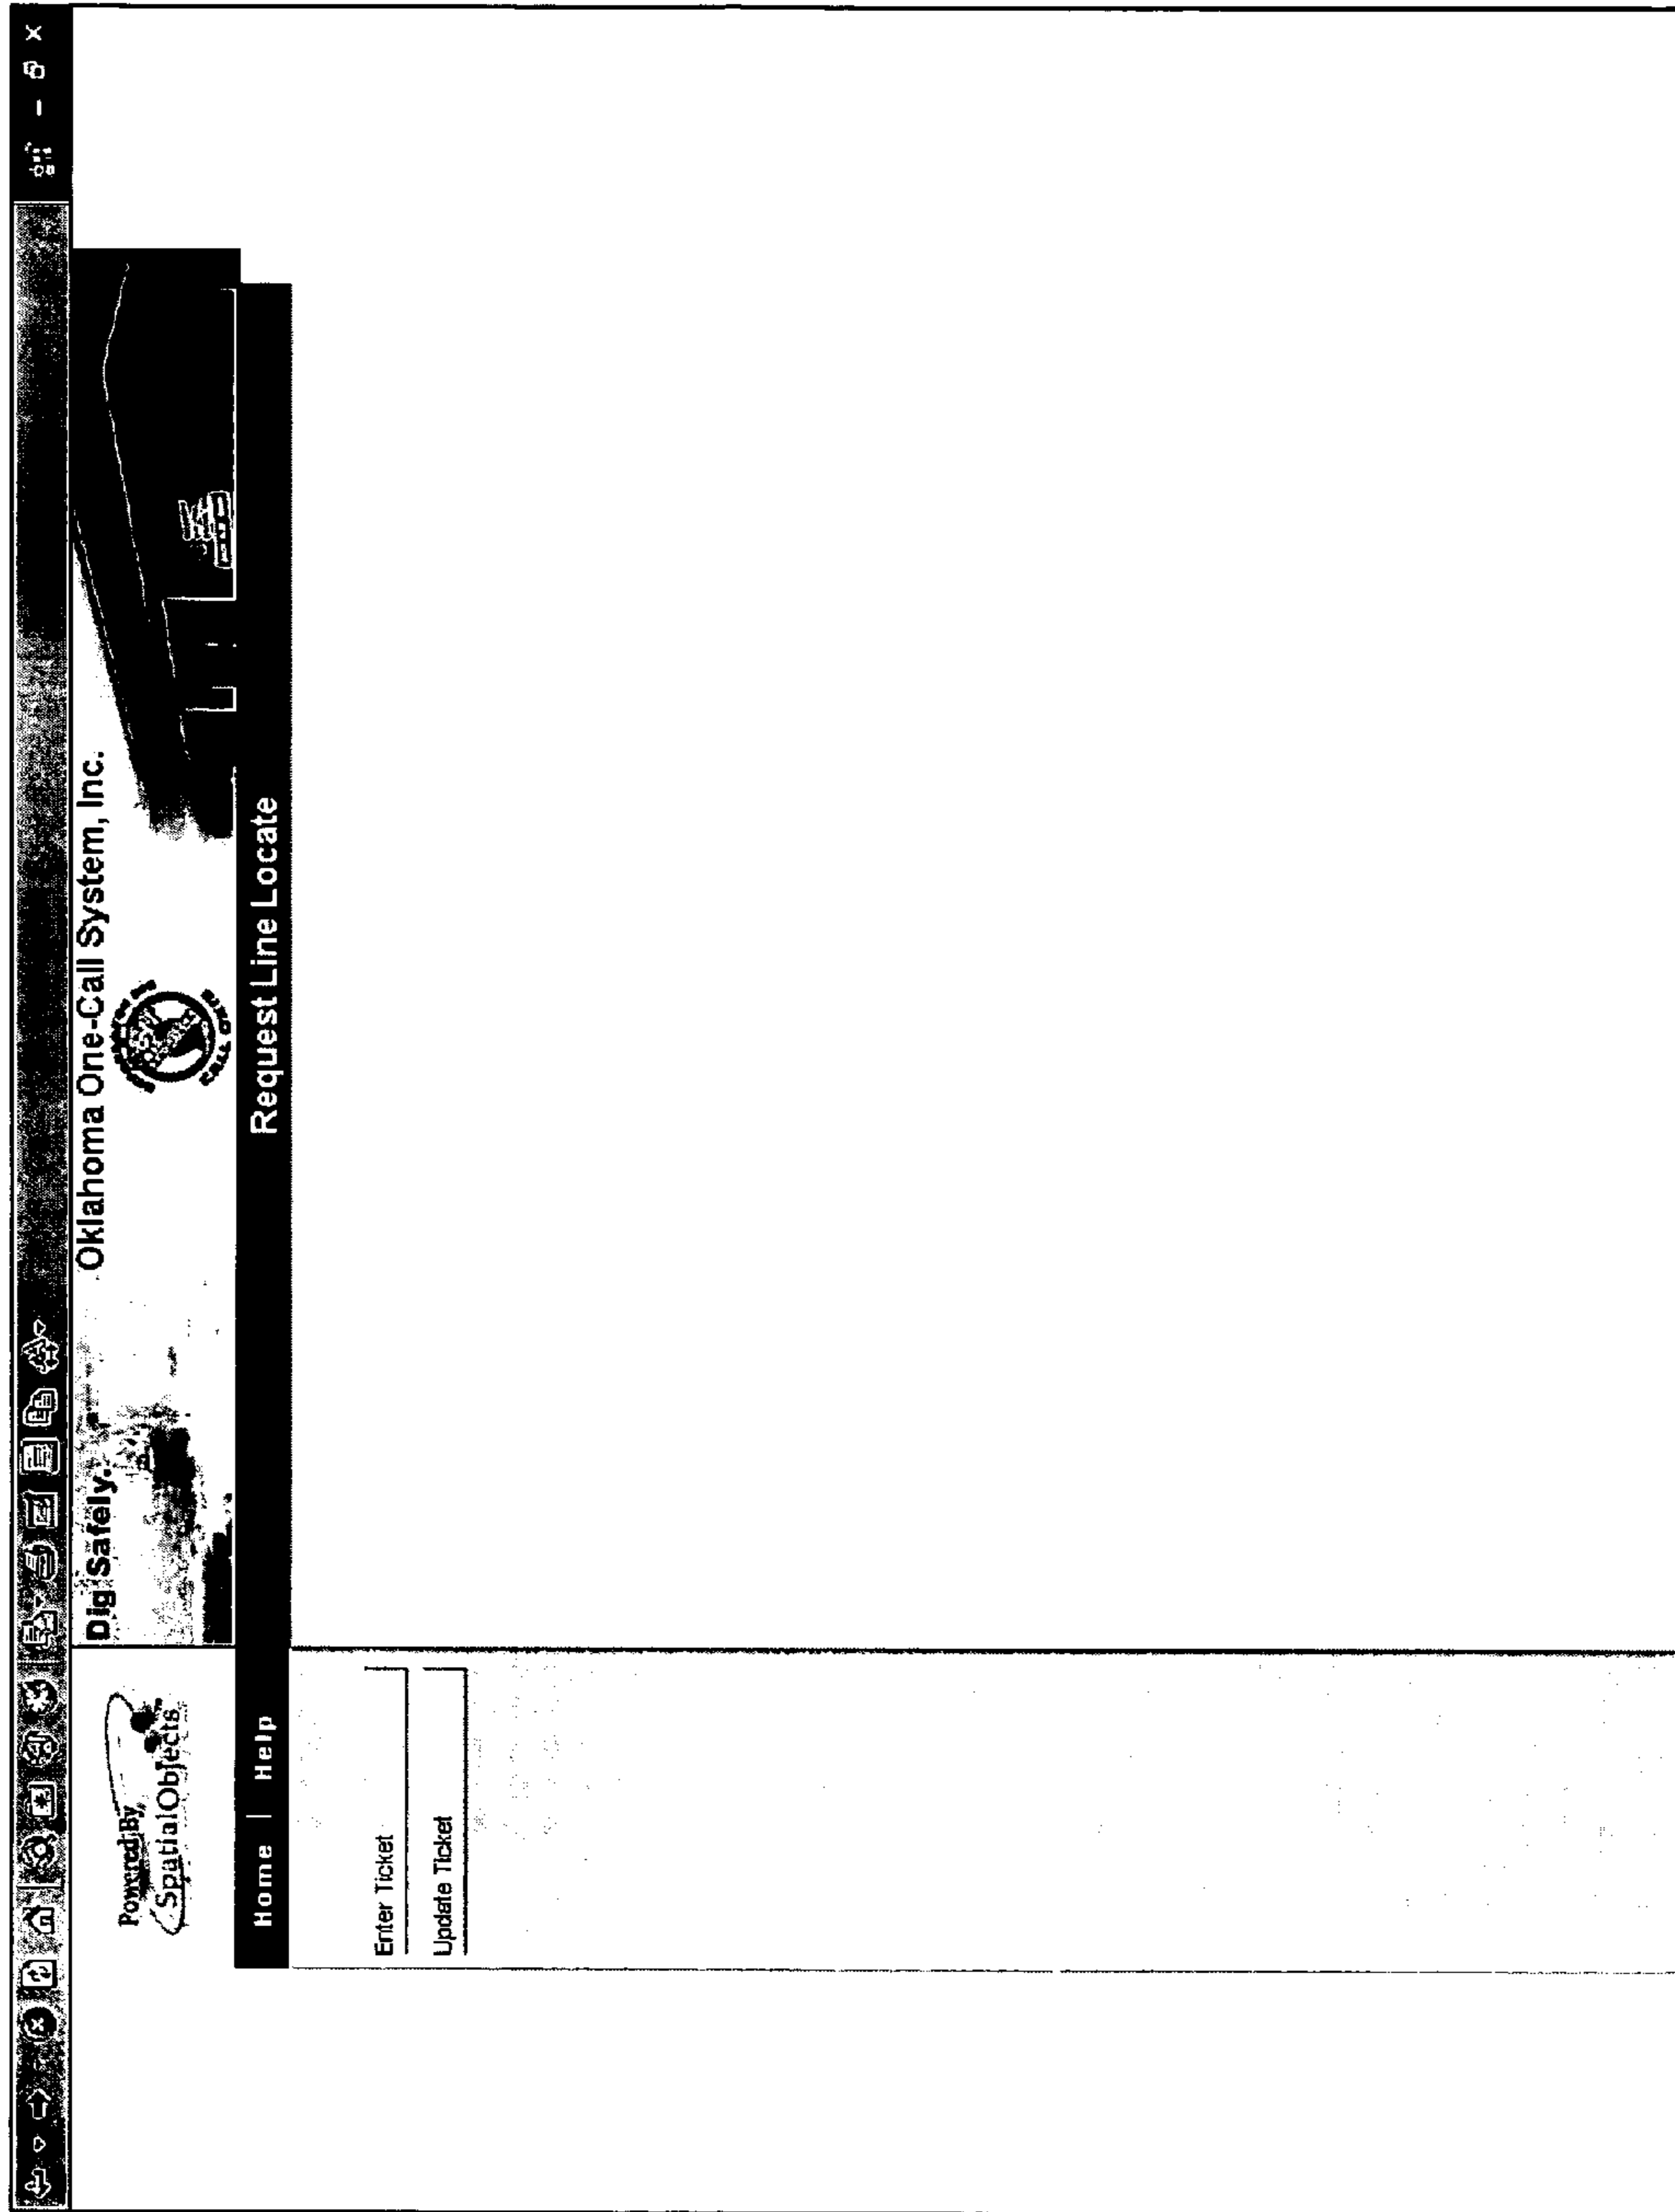 Powered By
SpatialObjects
Dig Safely.
Oklahoma One-Call System, Inc.
Home | Help
Request Line Locate
Enter Ticket
Update Ticket